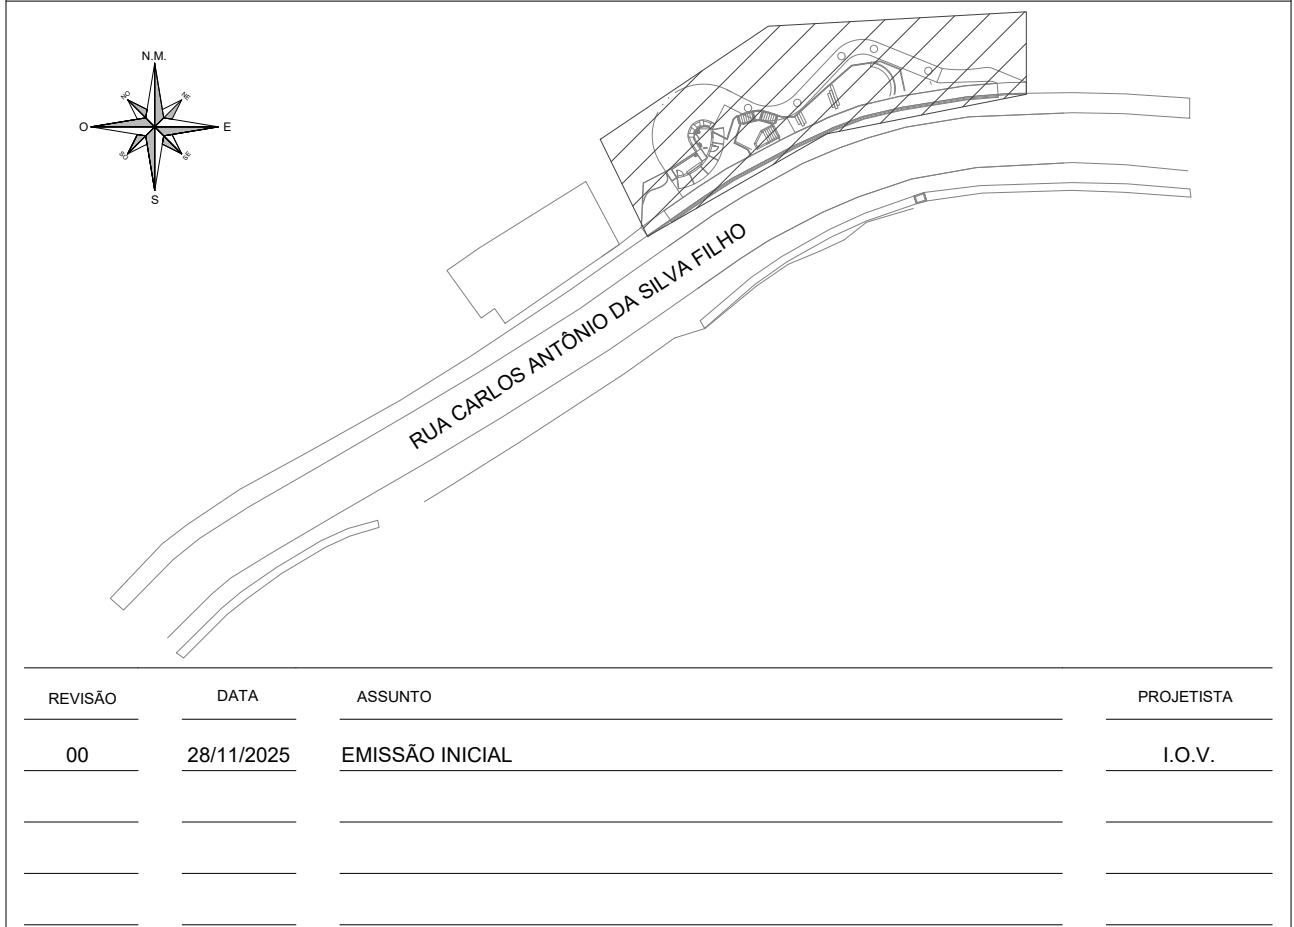 N.M.
NO
NE
O
E
SO
SE
S
RUA CARLOS ANTÔNIO DA SILVA FILHO
REVISÃO DATA ASSUNTO PROJETISTA
00 28/11/2025 EMISSÃO INICIAL I.O.V.